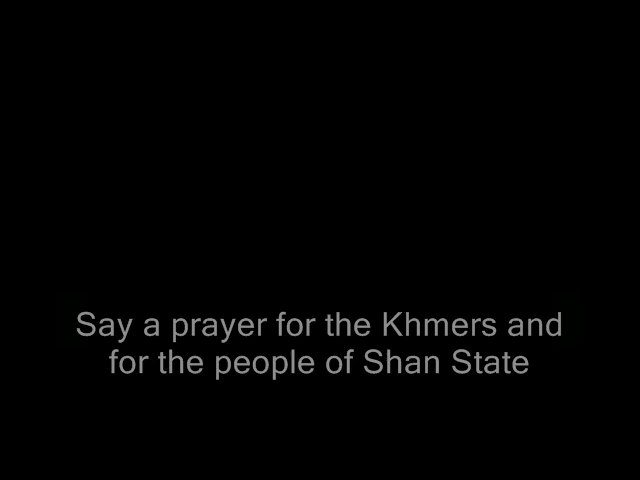 Say a prayer for the Khmers and
for the people of Shan State